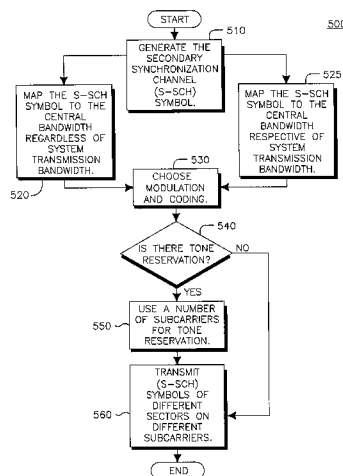 START
500
510
GENERATE THE
SECONDARY
SYNCHRONIZATION
CHANNEL
(S-SCH)
SYMBOL.
MAP THE S-SCH
SYMBOL TO THE
CENTRAL
BANDWIDTH
REGARDLESS OF
SYSTEM
TRANSMISSION
BANDWIDTH.
520
525
MAP THE S-SCH
SYMBOL TO THE
CENTRAL
BANDWIDTH
RESPECTIVE OF
SYSTEM
TRANSMISSION
BANDWIDTH.
530
CHOOSE
MODULATION
AND CODING.
540
IS THERE TONE
RESERVATION?
NO
YES
550
USE A NUMBER
OF SUBCARRIERS
FOR TONE
RESERVATION.
560
TRANSMIT
(S-SCH)
SYMBOLS OF
DIFFERENT
SECTORS ON
DIFFERENT
SUBCARRIERS.
END